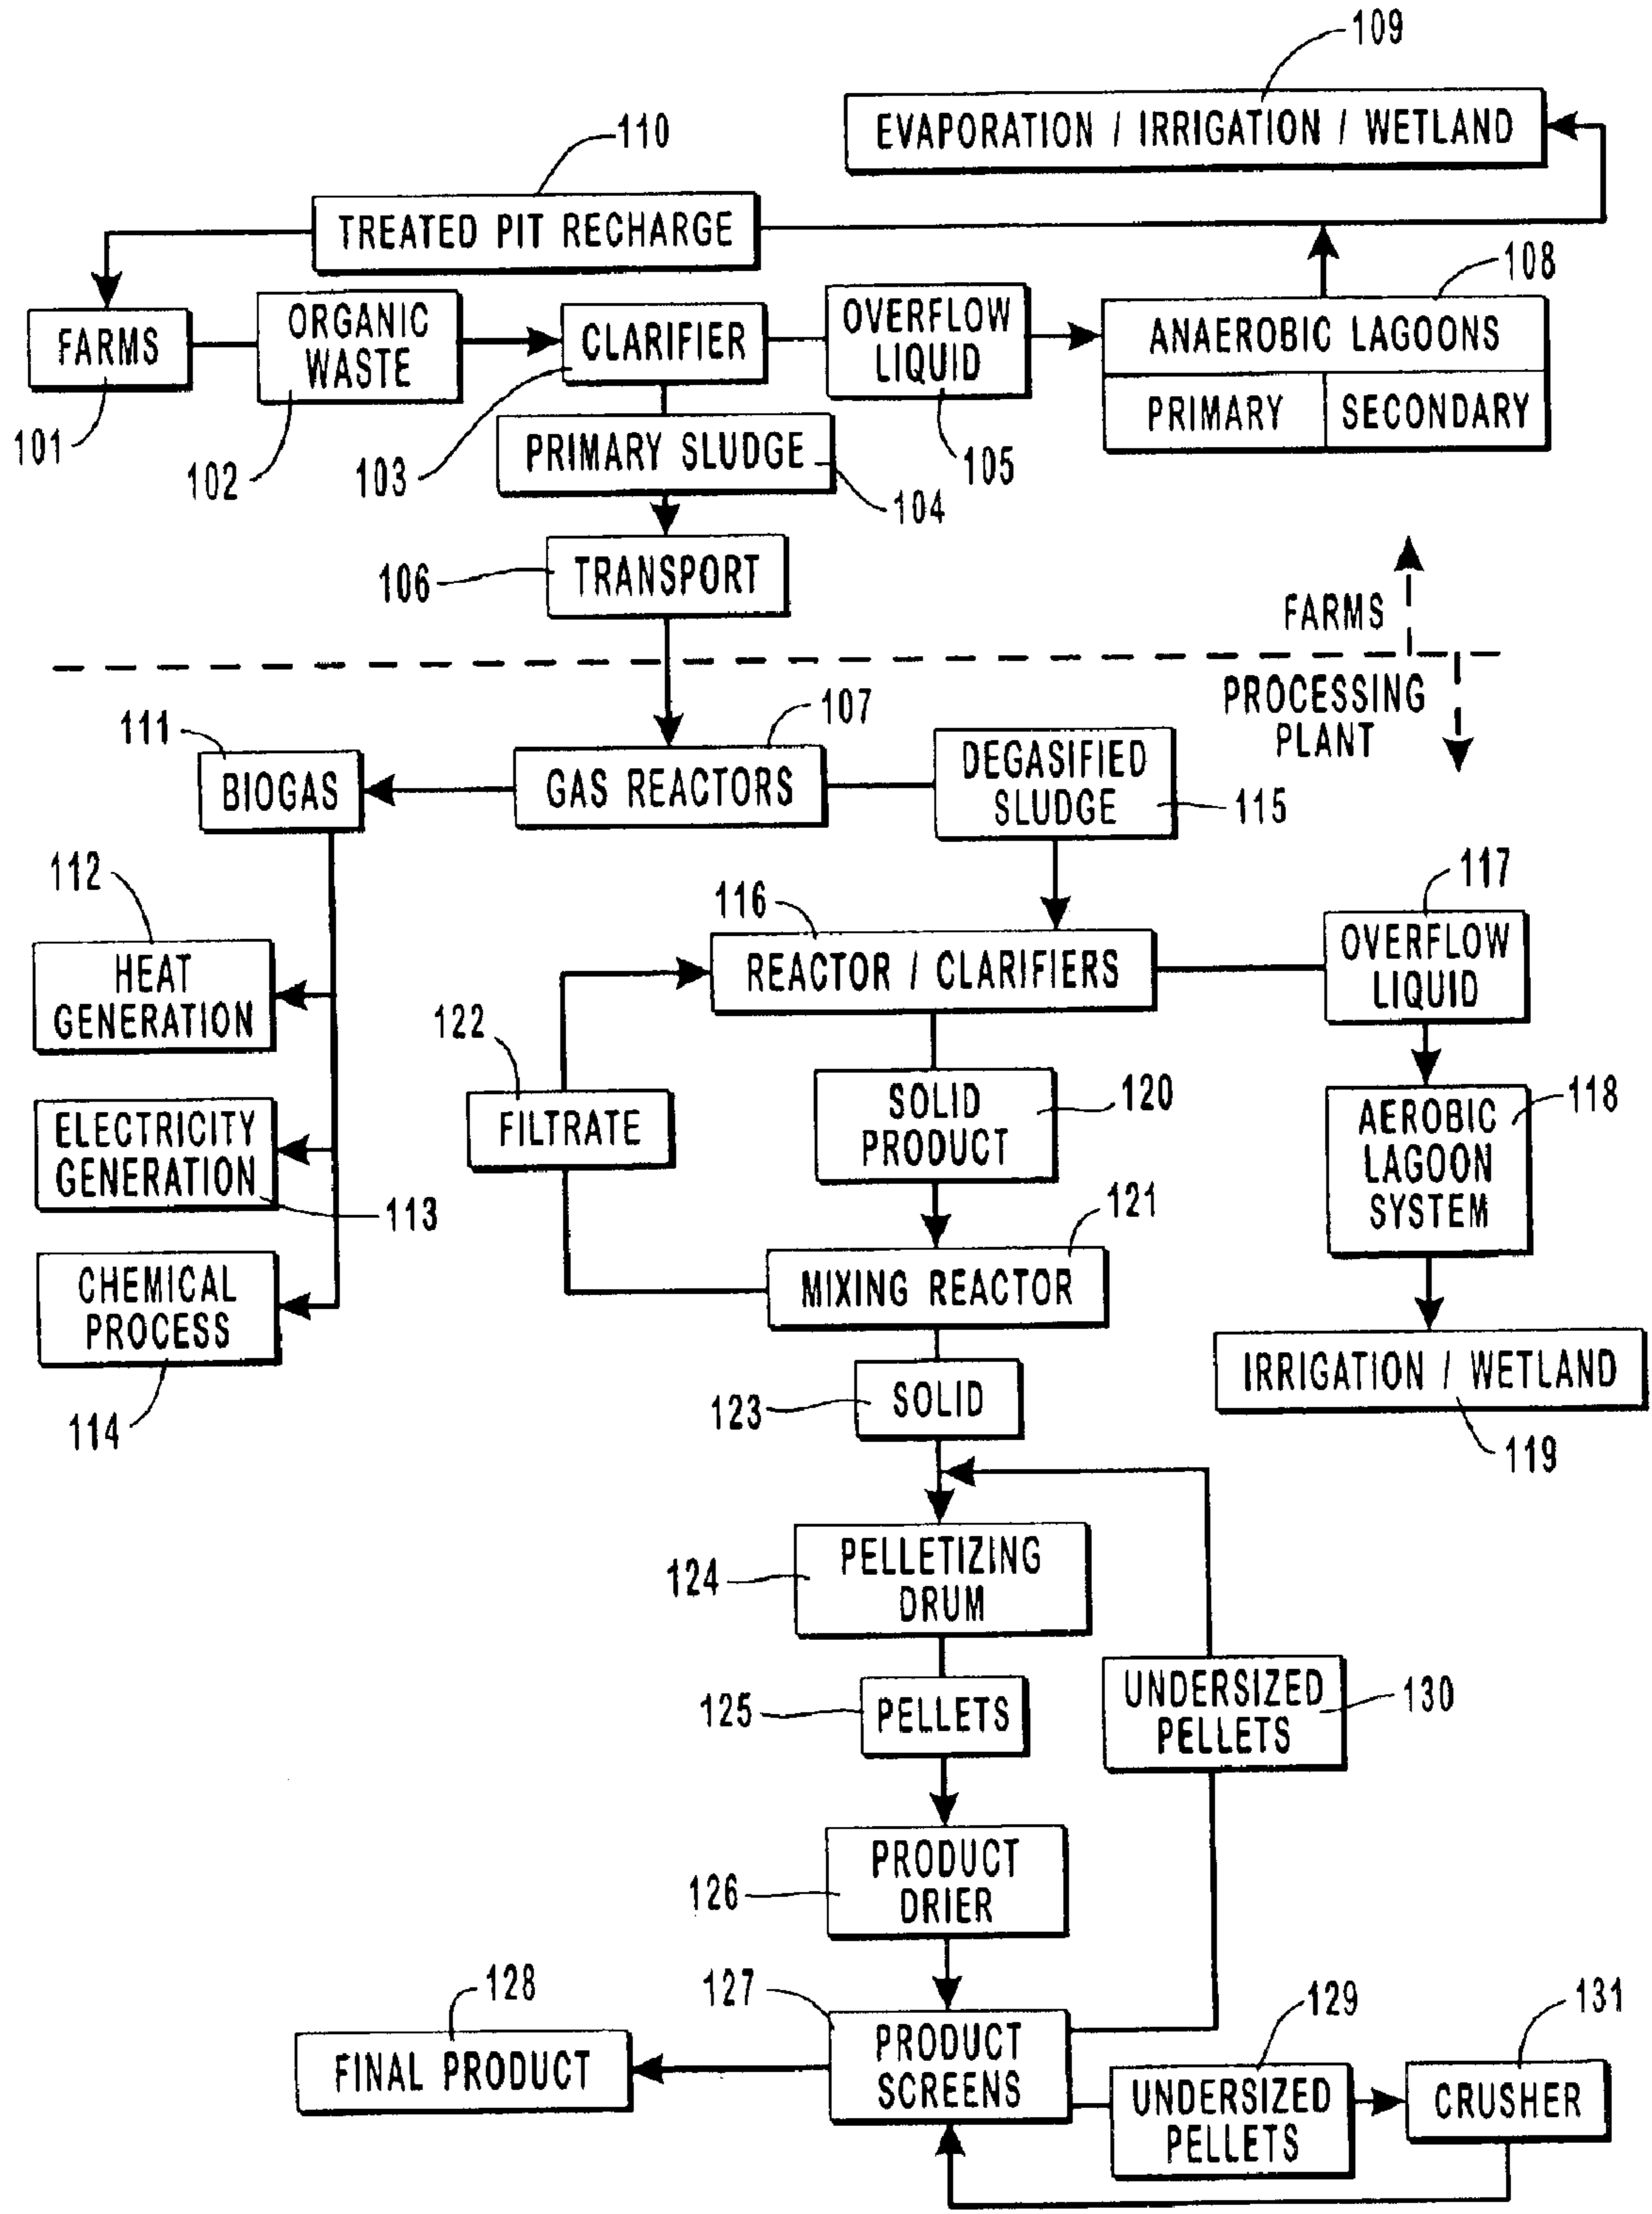 109
EVAPORATION / IRRIGATION / WETLAND
110
TREATED PIT RECHARGE
108
FARMS
ORGANIC
WASTE
CLARIFIER
OVERFLOW
LIQUID
ANAEROBIC LAGOONS
PRIMARY
SECONDARY
101
102
103
PRIMARY SLUDGE
105
104
106
TRANSPORT
FARMS
PROCESSING
PLANT
111
107
BIOGAS
GAS REACTORS
DEGASIFIED
SLUDGE
115
112
116
117
HEAT
GENERATION
REACTOR / CLARIFIERS
OVERFLOW
LIQUID
122
FILTRATE
SOLID
PRODUCT
120
118
AEROBIC
LAGOON
SYSTEM
ELECTRICITY
GENERATION
113
121
CHEMICAL
PROCESS
MIXING REACTOR
114
123
SOLID
IRRIGATION / WETLAND
119
124
PELLETIZING
DRUM
125
PELLETS
UNDERSIZED
PELLETS
130
126
PRODUCT
DRIER
128
127
129
131
FINAL PRODUCT
PRODUCT
SCREENS
UNDERSIZED
PELLETS
CRUSHER